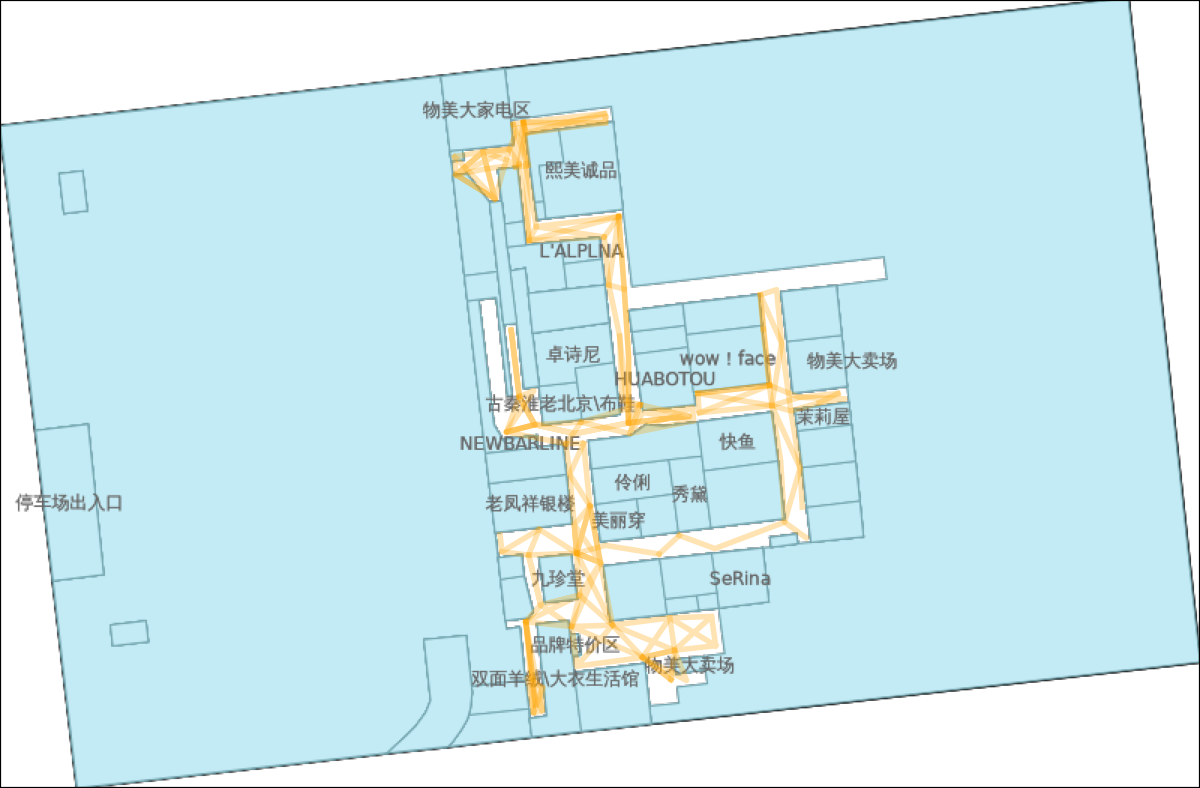 物美大家电区
熙美诚品
L'ALPLNA
卓诗尼
wow！face
物美大卖场
HUABOTOU
古秦淮老北京\布鞋
茉莉屋
NEWBARLINE
快鱼
伶俐
秀黛
停车场出入口
老凤祥银楼
美丽穿
九珍堂
SeRina
品牌特价区
物美大卖场
双面羊绒\大衣生活馆